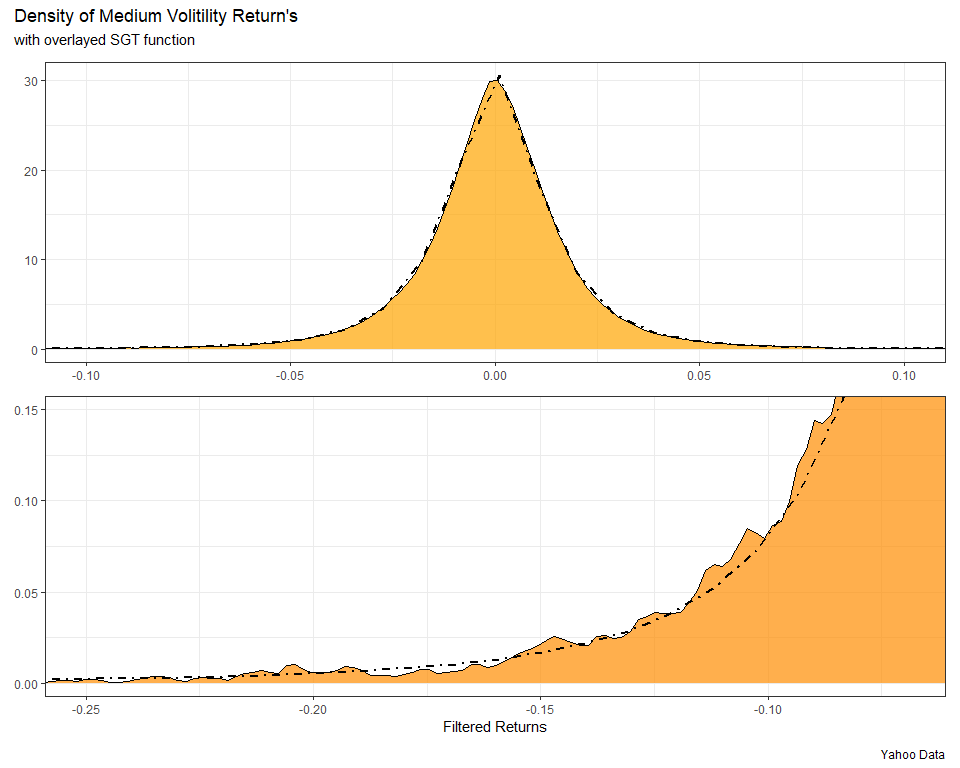 Density of Medium Volitility Return's
with overlayed SGT function
30
20
10
0
-0.10 -0.05 0.00 0.05 0.10
0.15
0.10
0.05
0.00
-0.25 -0.20 -0.15 -0.10
Filtered Returns
Yahoo Data